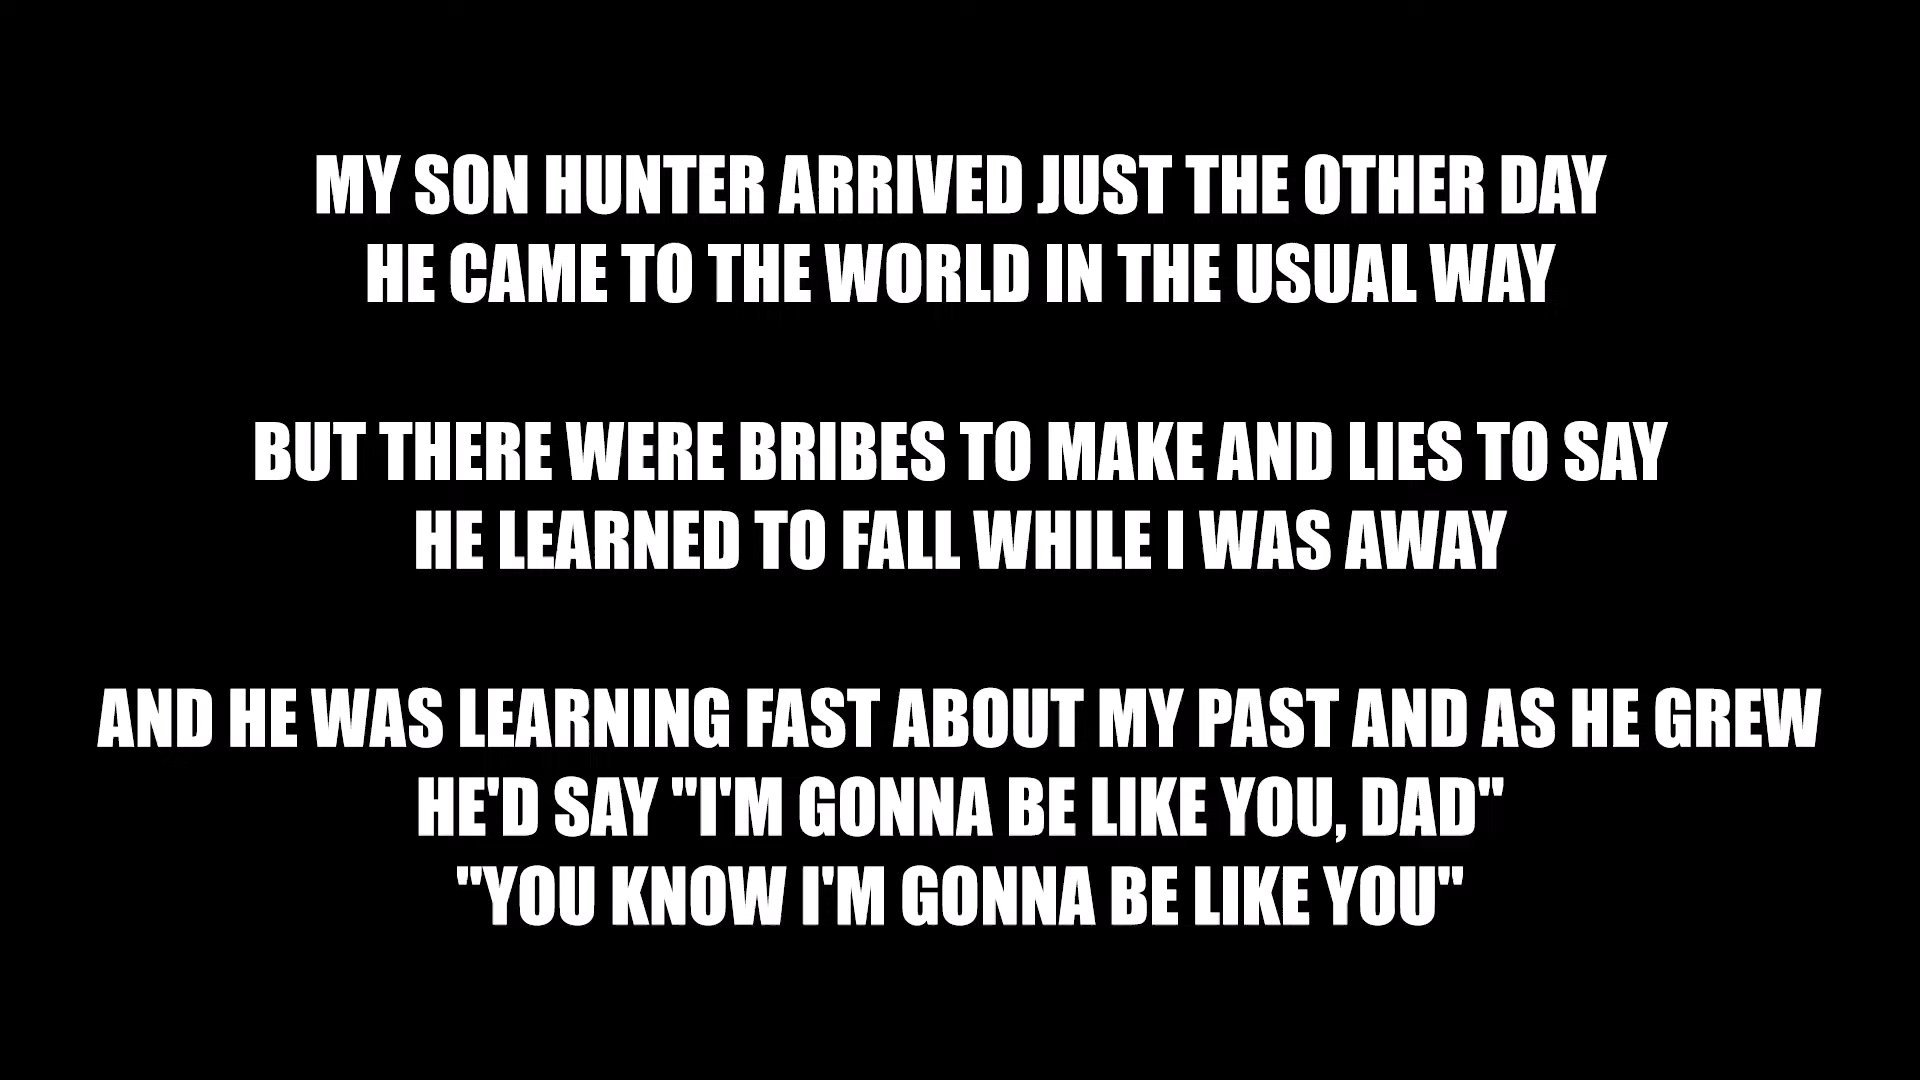 MY SON HUNTER ARRIVED JUST THE OTHER DAY
HE CAME TO THE WORLD IN THE USUAL WAY
BUT THERE WERE BRIBES TO MAKE AND LIES TO SAY
HE LEARNED TO FALL WHILE I WAS AWAY
AND HE WAS LEARNING FAST ABOUT MY PAST AND AS HE GREW
HE'D SAY "I'M GONNA BE LIKE YOU, DAD"
"YOU KNOW I'M GONNA BE LIKE YOU"